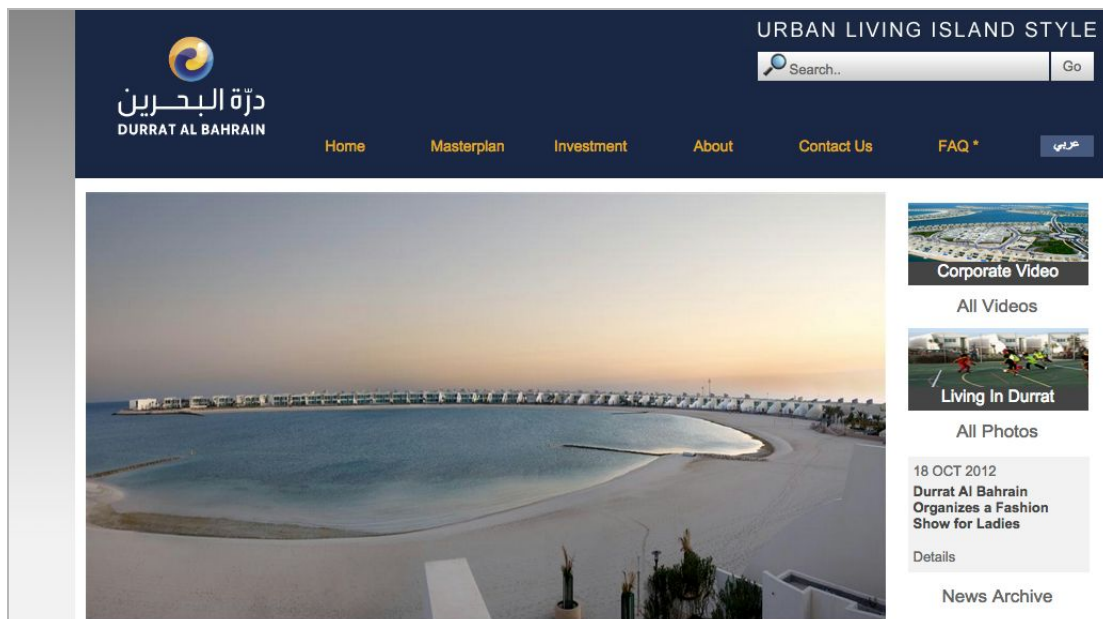 URBAN LIVING ISLAND STYLE
Search..
Go
درّة البحرين
DURRAT AL BAHRAIN
Home
Masterplan
Investment
About
Contact Us
FAQ *
عربي
Corporate Video
All Videos
Living In Durrat
All Photos
18 OCT 2012
Durrat Al Bahrain
Organizes a Fashion
Show for Ladies
Details
News Archive